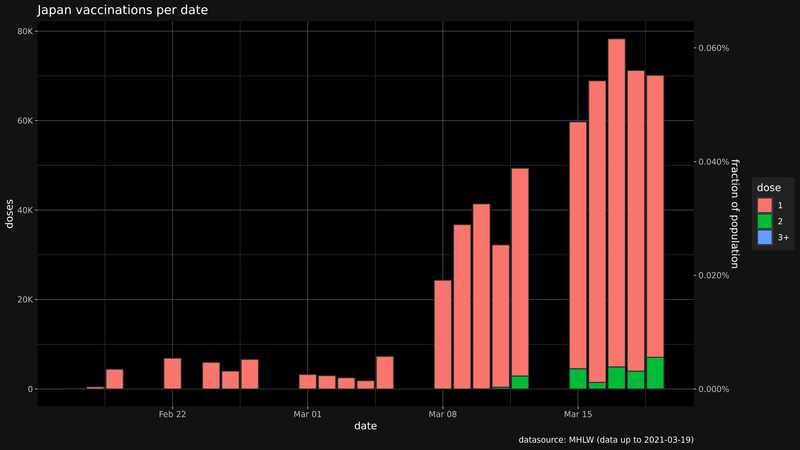 Japan vaccinations per date
80K
60K
40K
20K
0
doses
0.060%
0.040%
0.020%
0.000%
fraction of population
dose
1
2
3+
Feb 22
Mar 01
Mar 08
Mar 15
date
datasource: MHLW (data up to 2021-03-19)